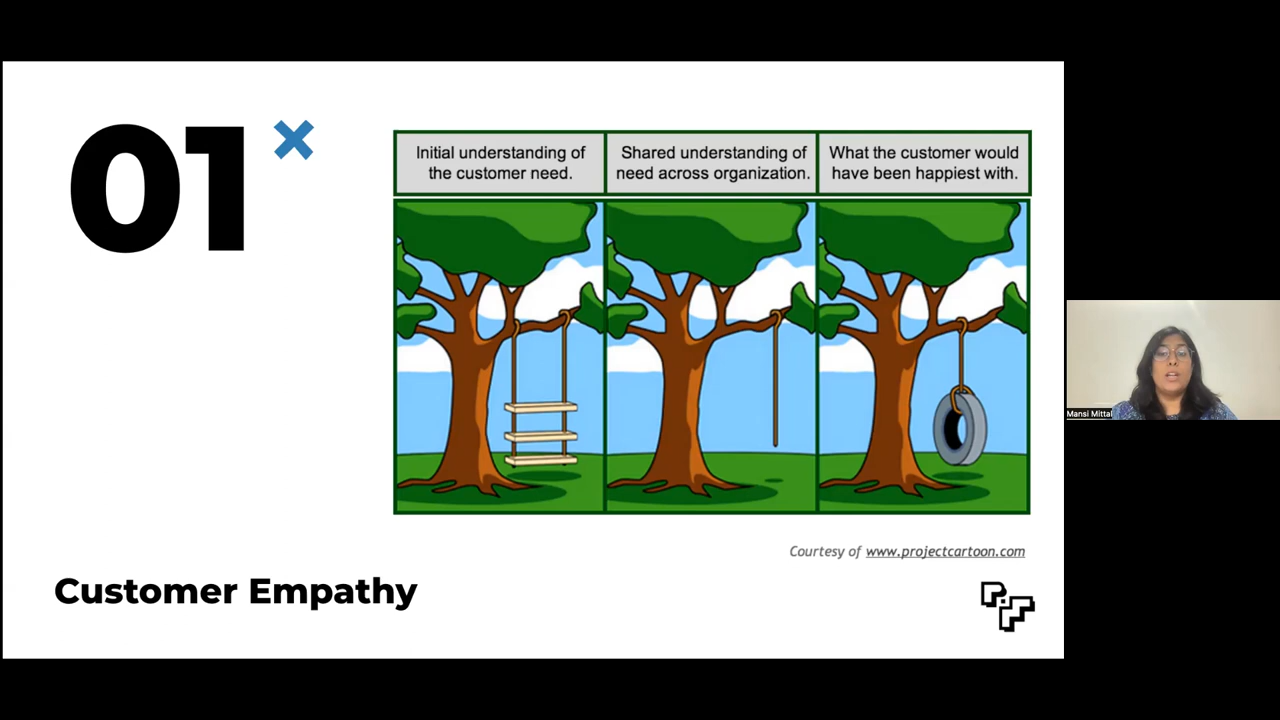 01
Initial understanding of
the customer need.
Shared understanding of
need across organization.
What the customer would
have been happiest with.
Courtesy of www.projectcartoon.com
Customer Empathy
Mansi Mittal